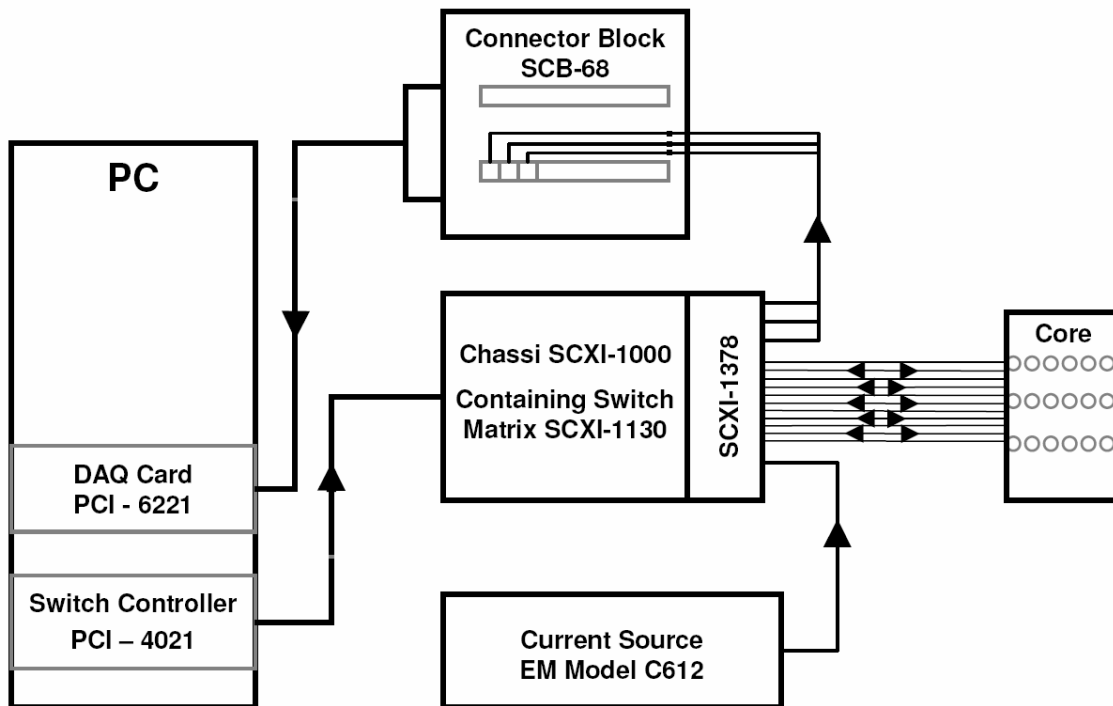 Connector Block
SCB-68
PC
Chassi SCXI-1000
Containing Switch
Matrix SCXI-1130
SCXI-1378
Core
DAQ Card
PCI - 6221
Switch Controller
PCI – 4021
Current Source
EM Model C612